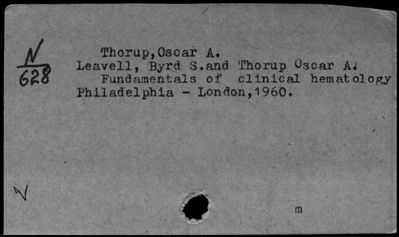 N
628
Thorup,Oscar A.
Leavell, Byrd S.and Thorup Oscar A.
Fundamentals of clinical hematology
Philadelphia - London,1960.
m